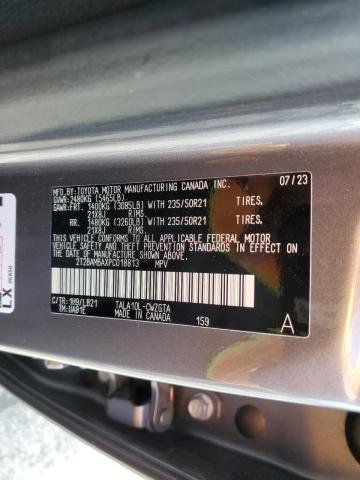 MFD.BY:TOYOTA MOTOR MANUFACTURING CANADA INC. 07/23
GVWR:2480KG (5465LB)
GAWR:FRT. 1400KG (3085LB) WITH 235/50R21 TIRES,
21X8J RIMS.
RR. 1480KG (3260LB) WITH 235/50R21 TIRES,
21X8J RIMS.
THIS VEHICLE CONFORMS TO ALL APPLICABLE FEDERAL MOTOR
VEHICLE SAFETY AND THEFT PREVENTION STANDARDS IN EFFECT
ON THE DATE OF MANUFACTURE SHOWN ABOVE.
2T2BAMBAXPC018813 MPV
C/TR:1H9/LB21 TALA10L-CWZGTA
TM:UA81E MADE IN CANADA 159 A